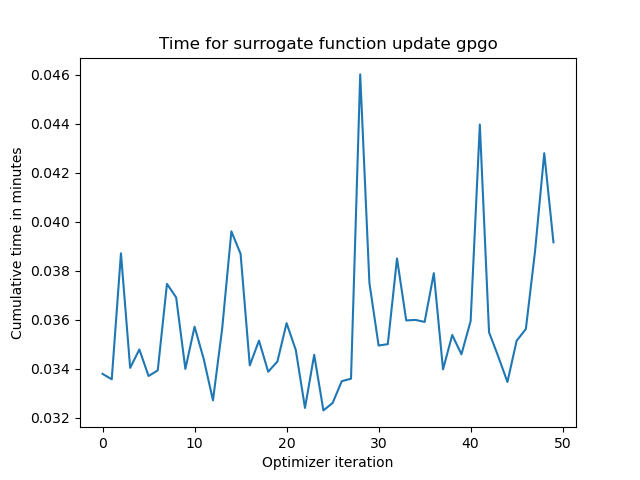 Time for surrogate function update gpgo
Cumulative time in minutes
0.046
0.044
0.042
0.040
0.038
0.036
0.034
0.032
0 10 20 30 40 50
Optimizer iteration